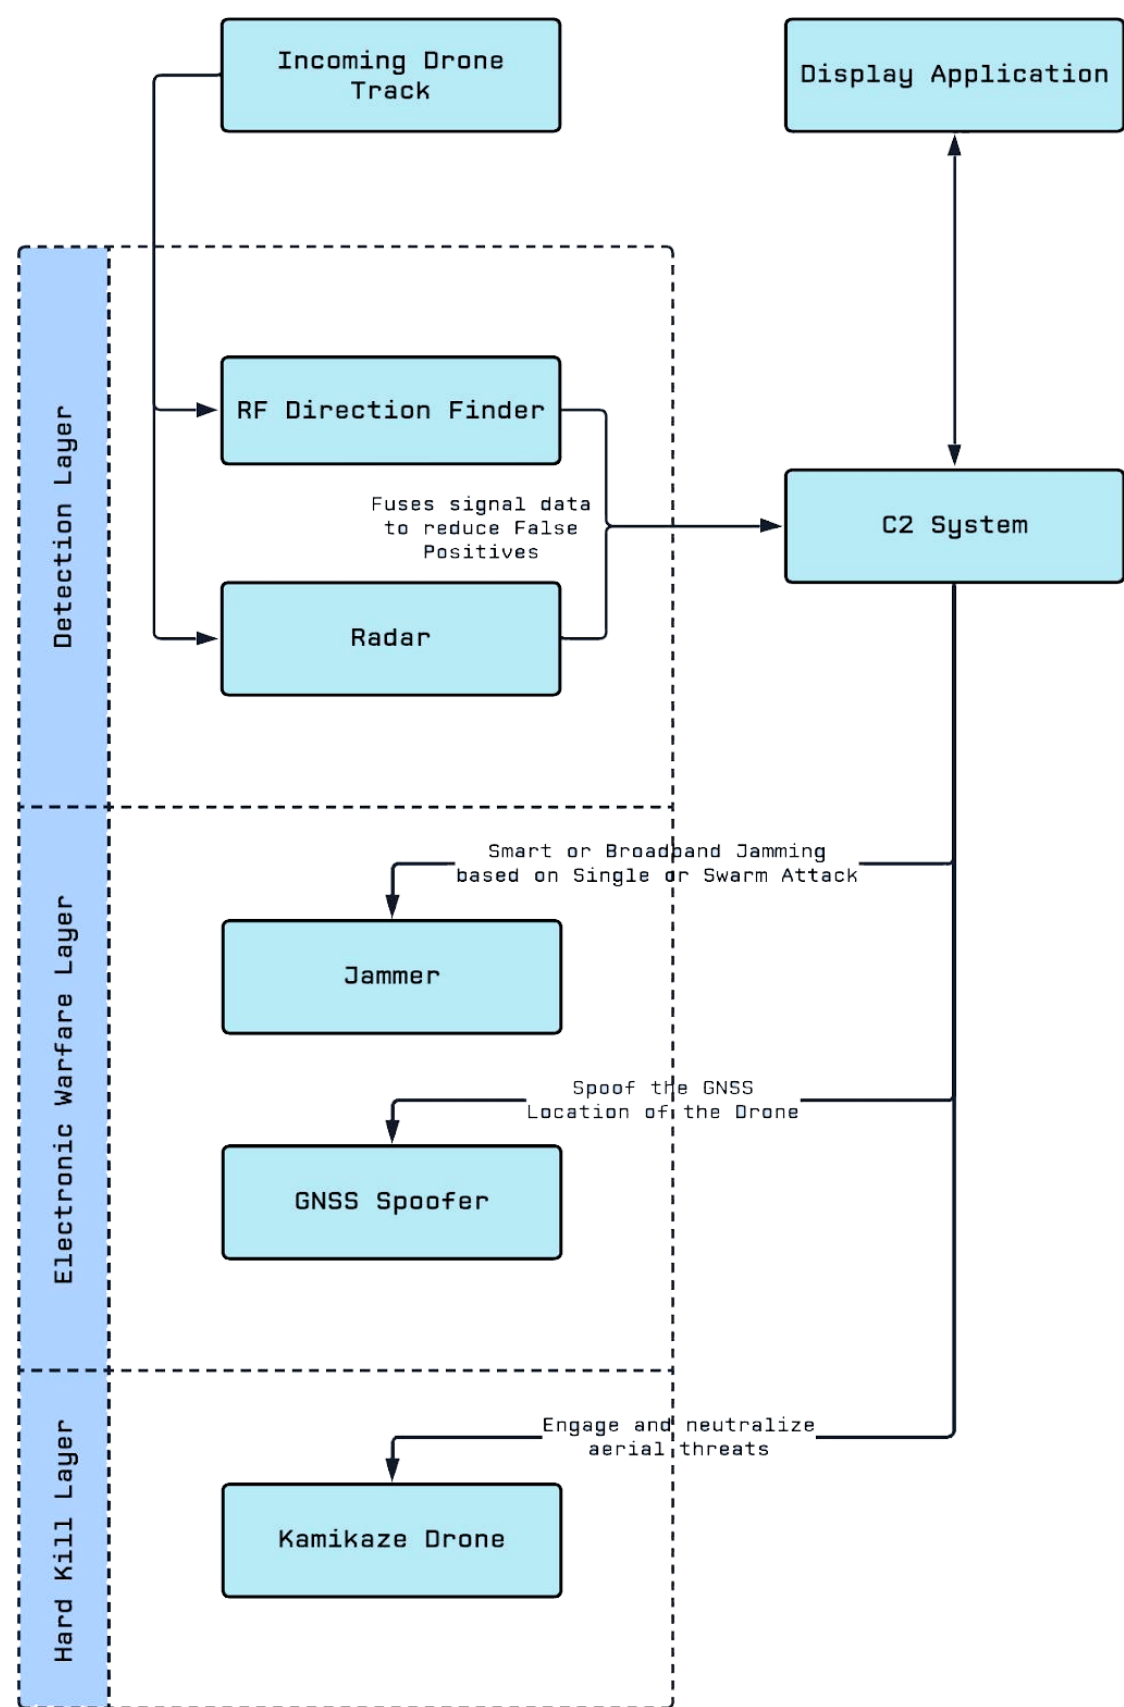 Incoming Drone
Track
Display Application
Detection Layer
RF Direction Finder
Fuses signal data
to reduce False
Positives
C2 System
Radar
Electronic Warfare Layer
Smart or Broadband Jamming
based on Single or Swarm Attack
Jammer
Spoof the GNSS
Location of the Drone
GNSS Spoofer
Hard Kill Layer
Engage and neutralize
aerial threats
Kamikaze Drone